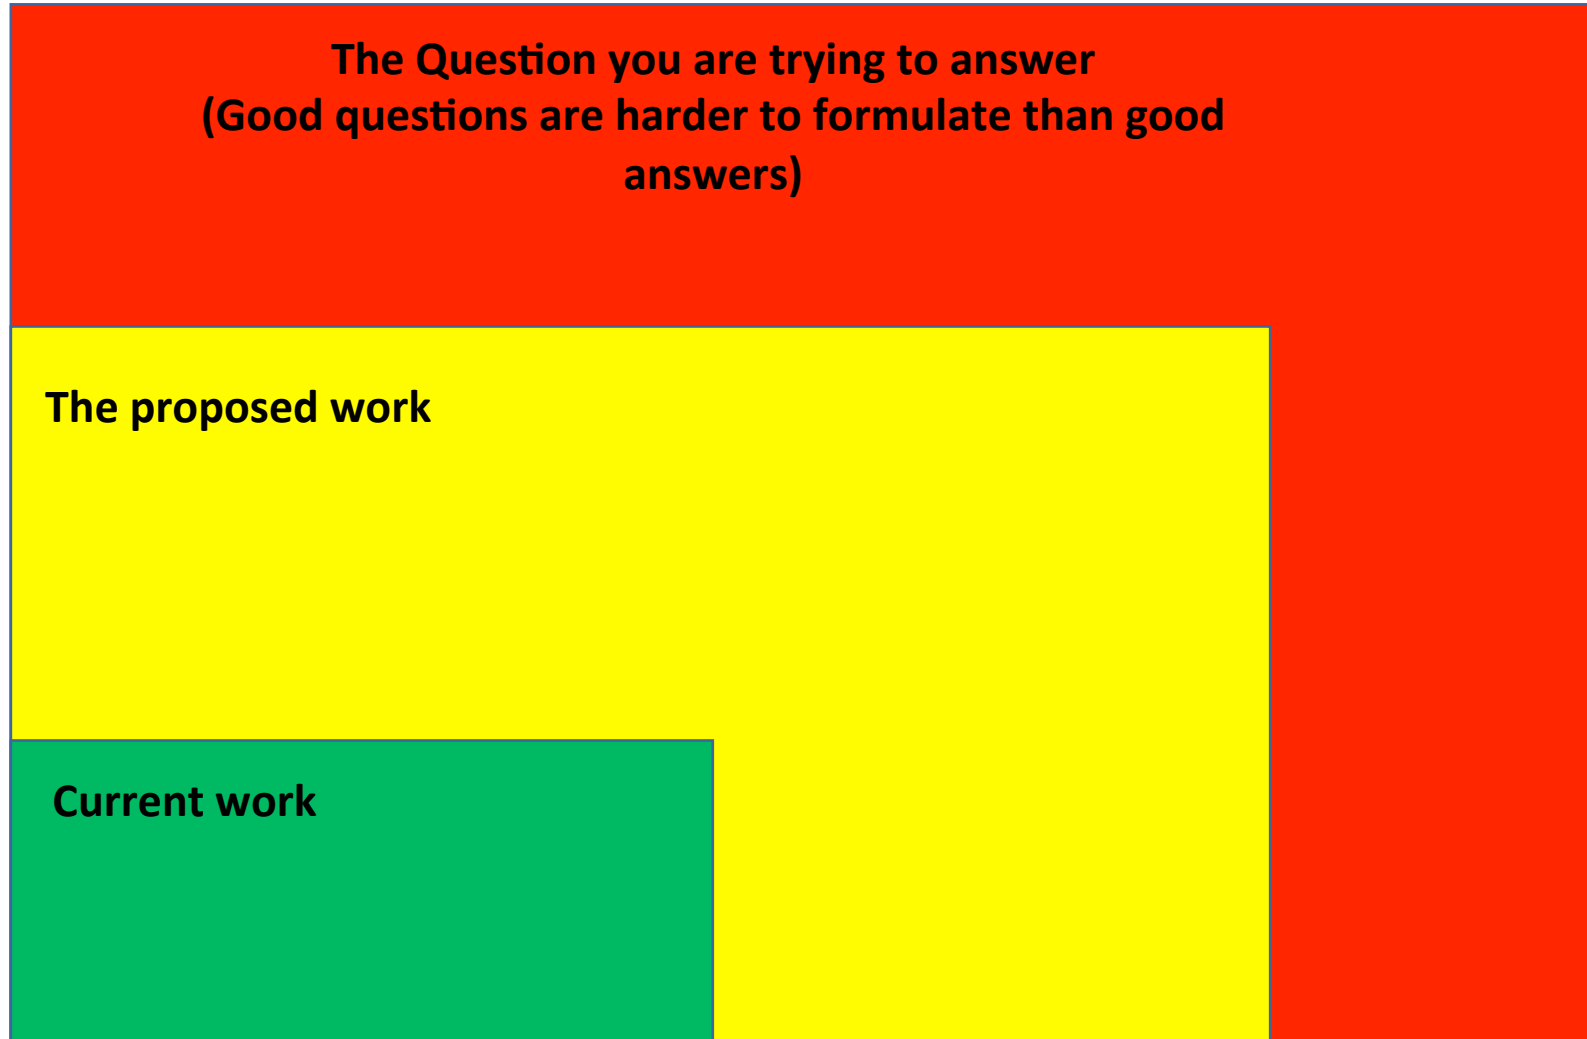 The Question you are trying to answer
(Good questions are harder to formulate than good
answers)
The proposed work
Current work